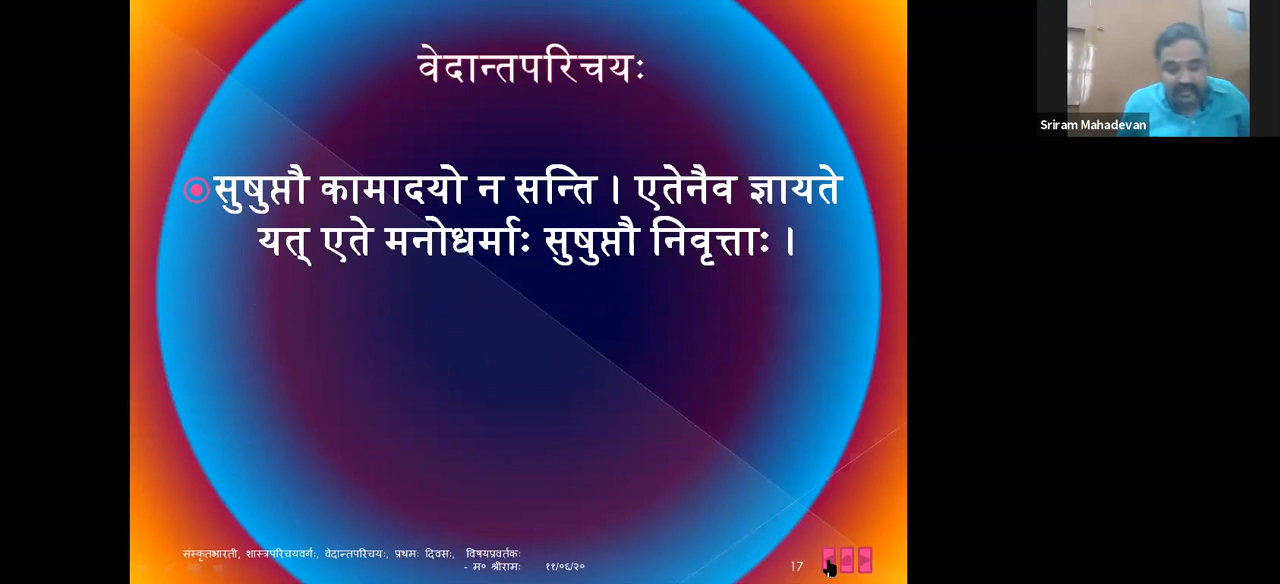 वेदान्तपरिचयः
Sriram Mahadevan
सुषुप्तौ कामादयो न सन्ति । एतेनैव ज्ञायते
यत् एते मनोधर्माः सुषुप्तौ निवृत्ताः ।
संस्कृतभारती, शास्त्रपरिचयवर्गः, वेदान्तपरिचयः, प्रथमः दिवसः, विषयप्रवर्तकः
- म० श्रीरामः ११/०६/२० 17